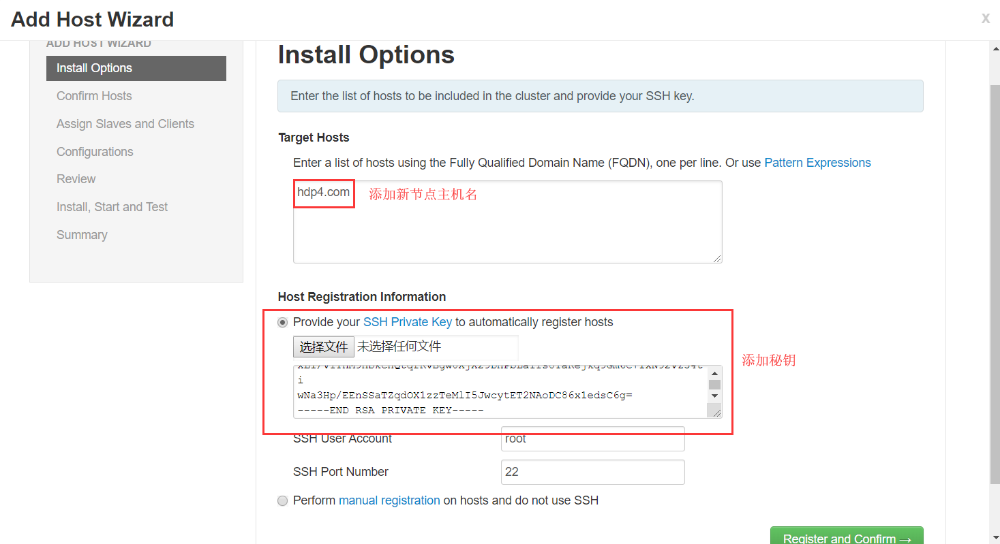 Add Host Wizard
X
ADD HOST WIZARD
Install Options
Confirm Hosts
Assign Slaves and Clients
Configurations
Review
Install, Start and Test
Summary
Install Options
Enter the list of hosts to be included in the cluster and provide your SSH key.
Target Hosts
Enter a list of hosts using the Fully Qualified Domain Name (FQDN), one per line. Or use Pattern Expressions
hdp4.com
添加新节点主机名
Host Registration Information
Provide your SSH Private Key to automatically register hosts
选择文件 未选择任何文件
添加秘钥
i
wNa3Hp/EEnSSaTZqdOX1zzTeMlI5JwcytET2NAoDC86x1edsC6g=
-----END RSA PRIVATE KEY-----
SSH User Account
root
SSH Port Number
22
Perform manual registration on hosts and do not use SSH
Register and Confirm →